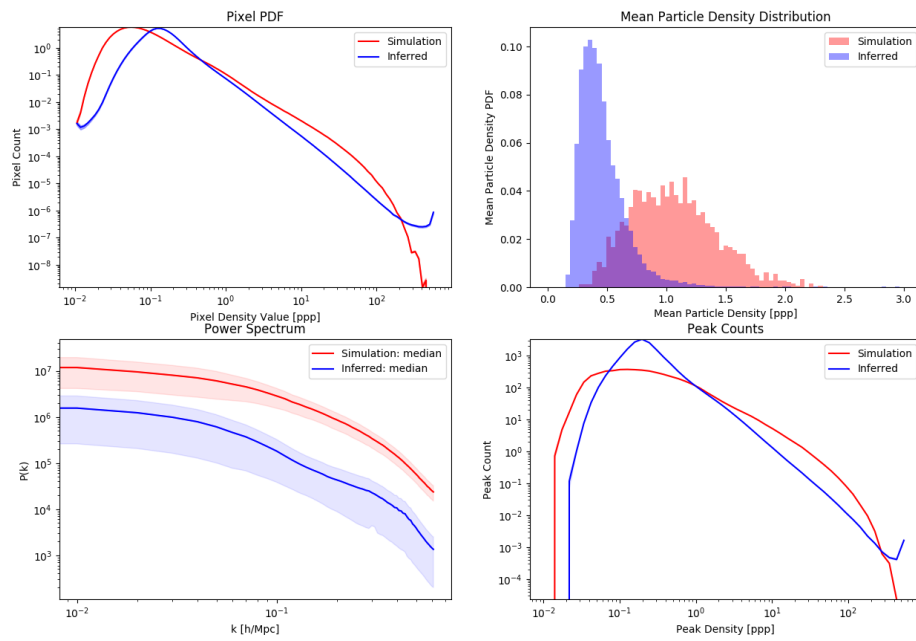 Pixel PDF
Simulation
Inferred
10⁰
10⁻¹
10⁻²
10⁻³
10⁻⁴
10⁻⁵
10⁻⁶
10⁻⁷
10⁻⁸
Pixel Count
10⁻² 10⁻¹ 10⁰ 10¹ 10²
Pixel Density Value [ppp]
Mean Particle Density Distribution
Simulation
Inferred
0.10
0.08
0.06
0.04
0.02
0.00
Mean Particle Density PDF
0.0 0.5 1.0 1.5 2.0 2.5 3.0
Mean Particle Density [ppp]
Power Spectrum
Simulation: median
Inferred: median
10⁷
10⁶
10⁵
10⁴
10³
P(k)
10⁻² 10⁻¹
k [h/Mpc]
Peak Counts
Simulation
Inferred
10³
10²
10¹
10⁰
10⁻¹
10⁻²
10⁻³
10⁻⁴
Peak Count
10⁻² 10⁻¹ 10⁰ 10¹ 10²
Peak Density [ppp]